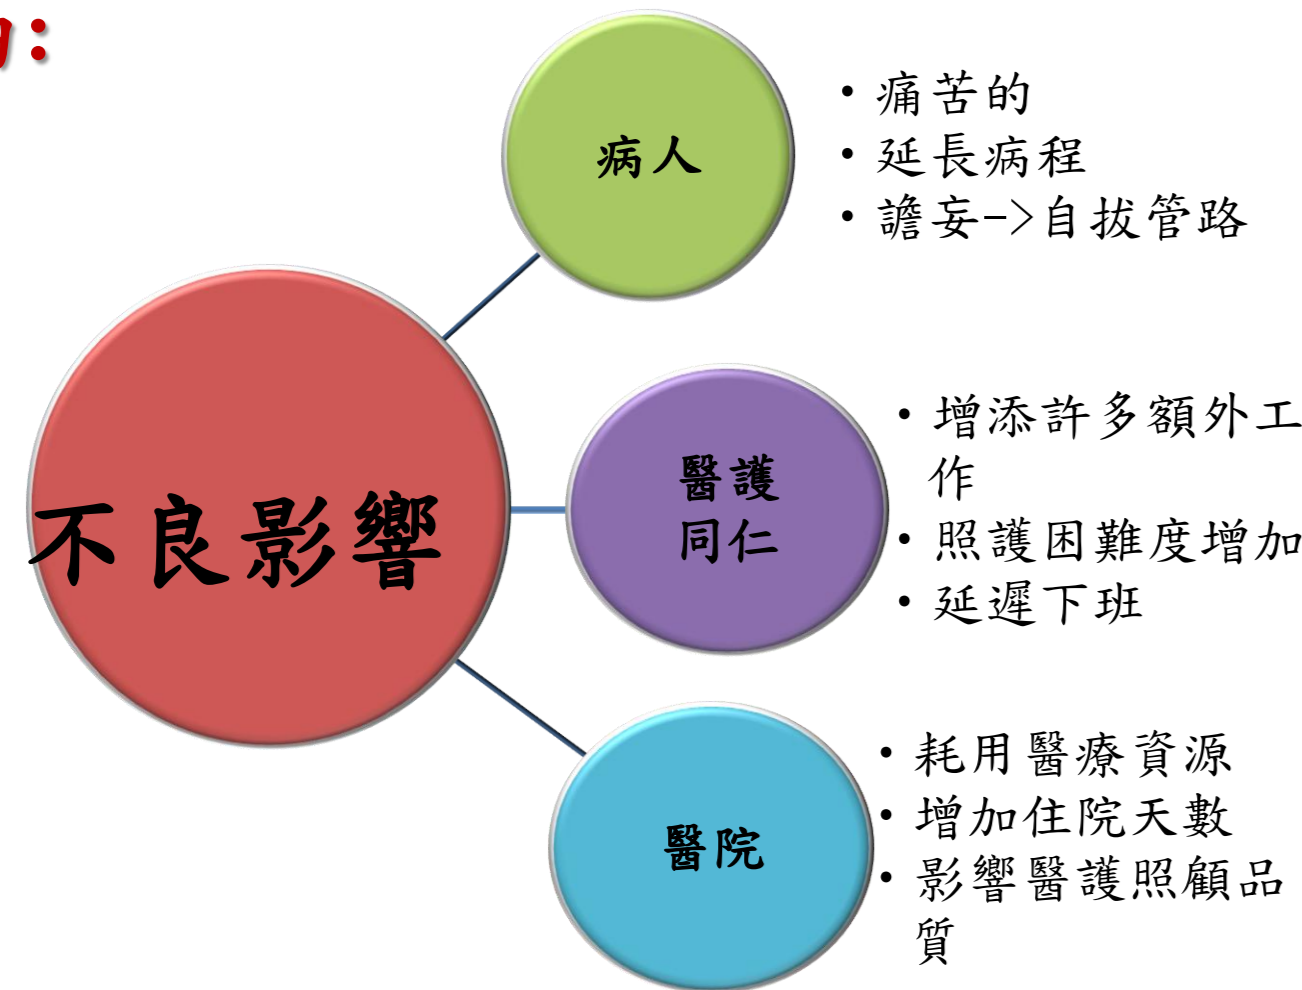 病人
• 痛苦的
• 延長病程
• 譫妄->自拔管路
不良影響
醫護
同仁
• 增添許多額外工
作
• 照護困難度增加
• 延遲下班
醫院
• 耗用醫療資源
• 增加住院天數
• 影響醫護照顧品
質